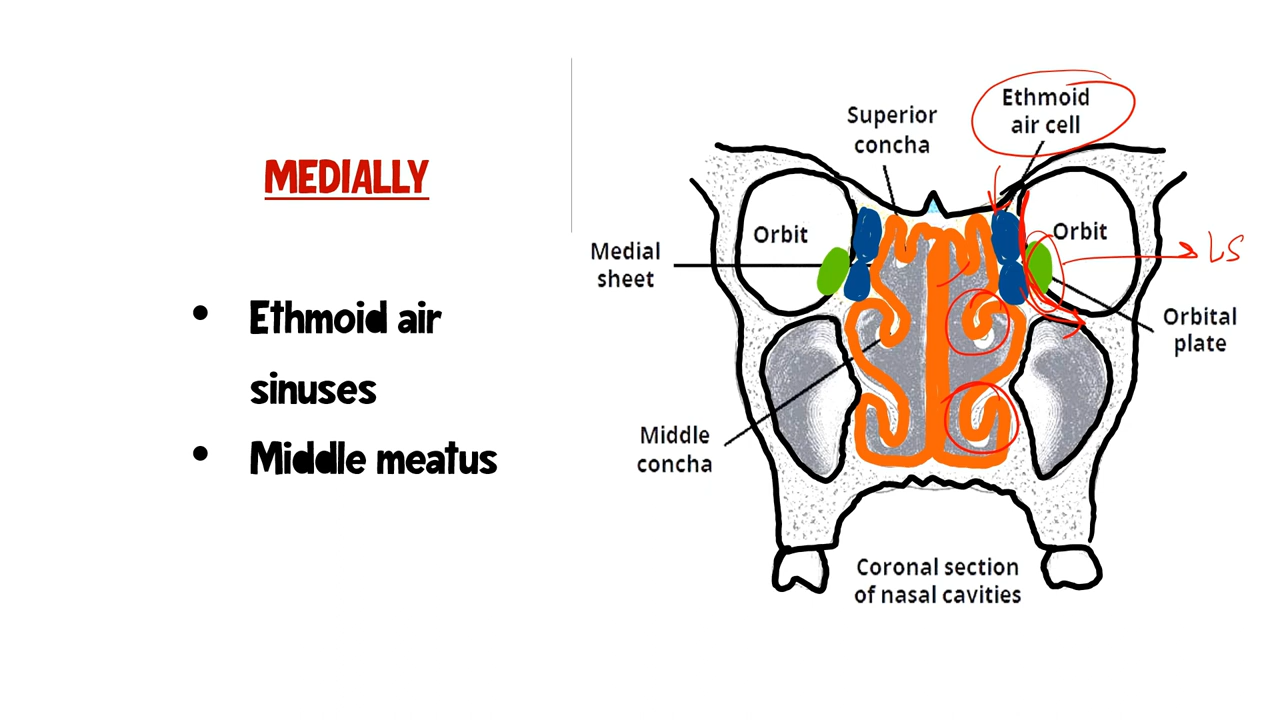 MEDIALLY
• Ethmoid air
sinuses
• Middle meatus
Superior
concha
Ethmoid
air cell
Orbit
Orbit
Medial
sheet
LS
Orbital
plate
Middle
concha
Coronal section
of nasal cavities